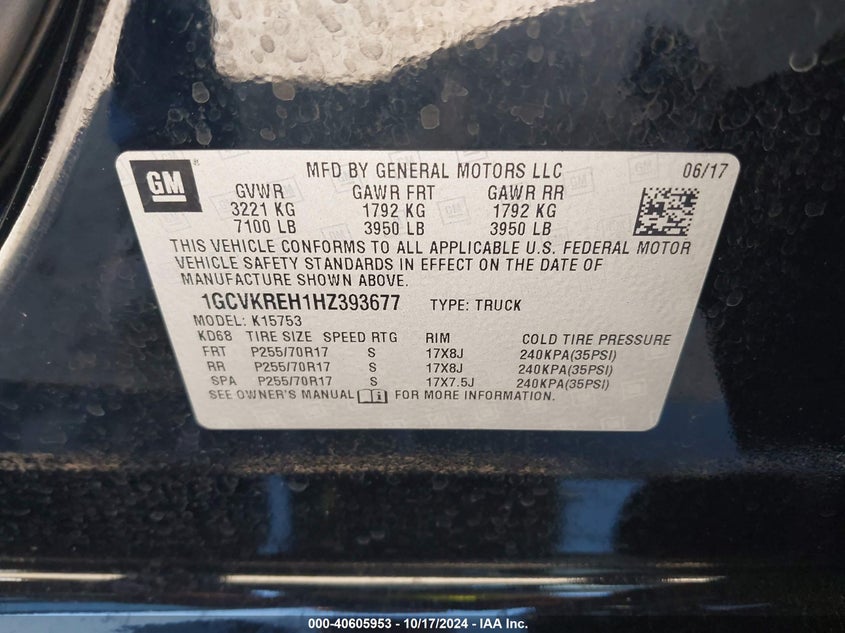 GM ®
MFD BY GENERAL MOTORS LLC 06/17
GVWR GAWR FRT GAWR RR
3221 KG 1792 KG 1792 KG
7100 LB 3950 LB 3950 LB
THIS VEHICLE CONFORMS TO ALL APPLICABLE U.S. FEDERAL MOTOR
VEHICLE SAFETY STANDARDS IN EFFECT ON THE DATE OF
MANUFACTURE SHOWN ABOVE.
1GCVKREH1HZ393677 TYPE: TRUCK
MODEL: K15753
KD68 TIRE SIZE SPEED RTG RIM COLD TIRE PRESSURE
FRT P255/70R17 S 17X8J 240KPA(35PSI)
RR P255/70R17 S 17X8J 240KPA(35PSI)
SPA P255/70R17 S 17X7.5J 240KPA(35PSI)
SEE OWNER'S MANUAL FOR MORE INFORMATION.
000-40605953 - 10/17/2024 - IAA Inc.